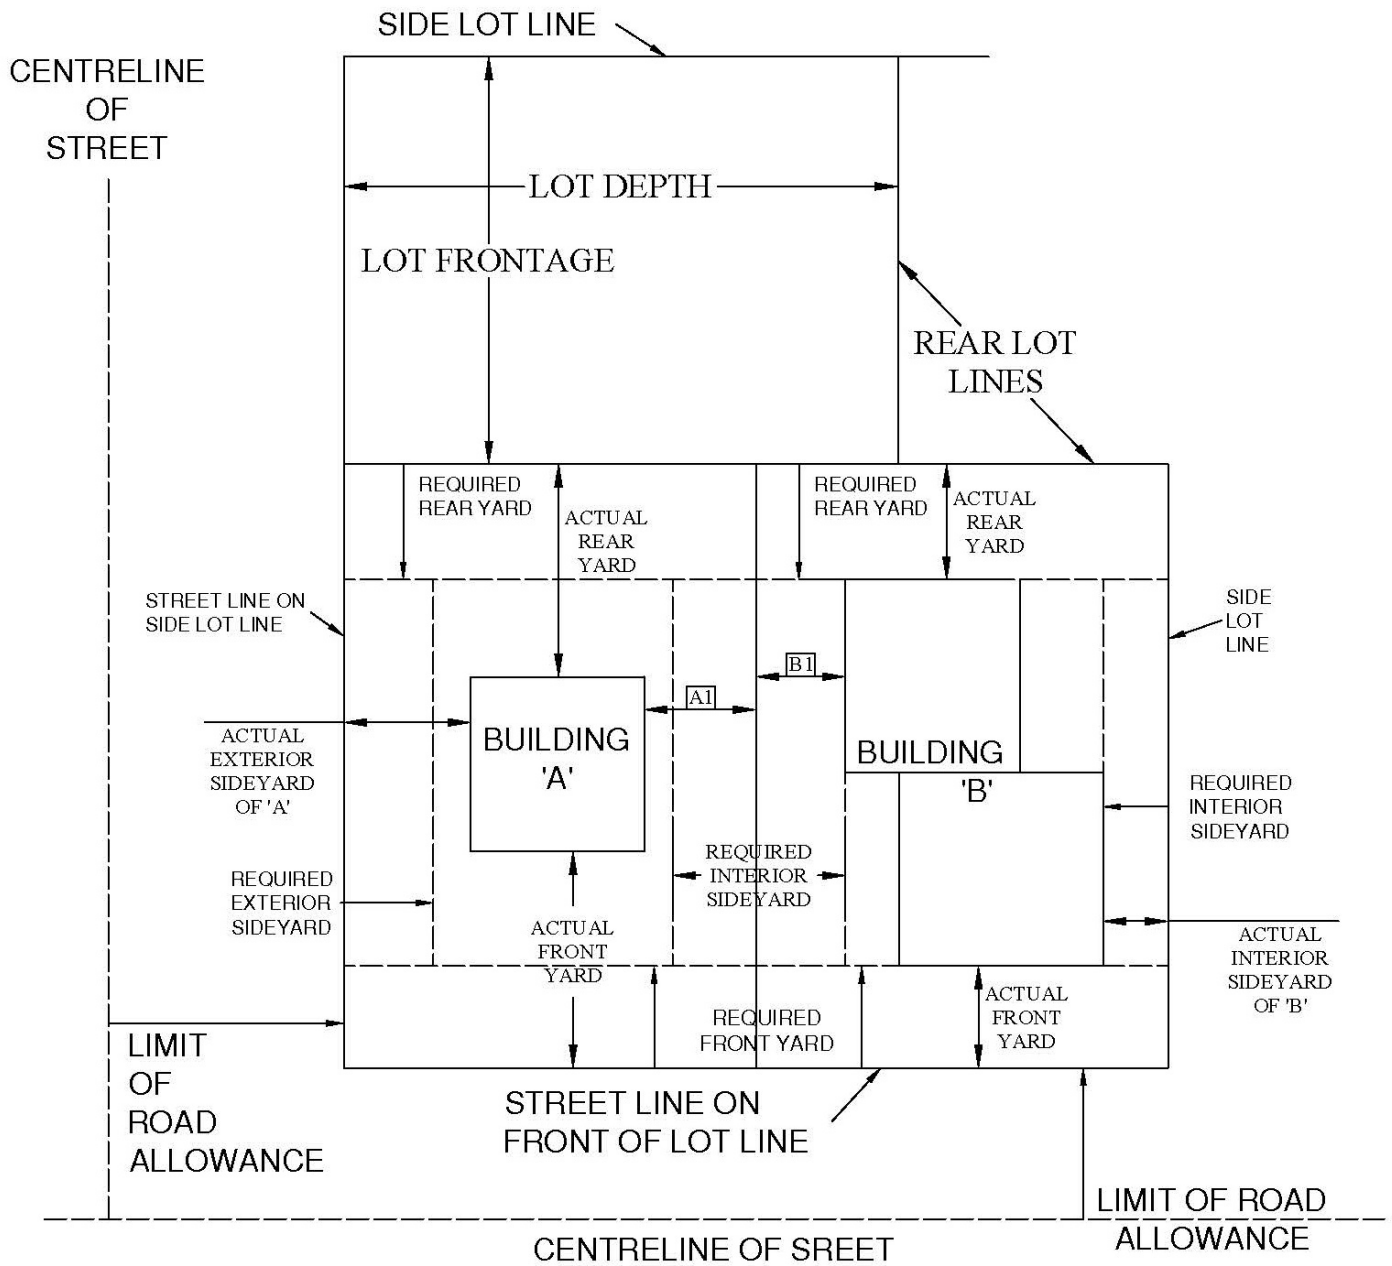 SIDE LOT LINE
CENTRELINE
OF
STREET
LOT DEPTH
LOT FRONTAGE
REAR LOT
LINES
REQUIRED
REAR YARD
ACTUAL
REAR
YARD
REQUIRED
REAR YARD
ACTUAL
REAR
YARD
STREET LINE ON
SIDE LOT LINE
SIDE
LOT
LINE
B1
A1
ACTUAL
EXTERIOR
SIDEYARD
OF 'A'
BUILDING
'A'
BUILDING
'B'
REQUIRED
INTERIOR
SIDEYARD
REQUIRED
INTERIOR
SIDEYARD
REQUIRED
EXTERIOR
SIDEYARD
ACTUAL
FRONT
YARD
ACTUAL
INTERIOR
SIDEYARD
OF 'B'
ACTUAL
FRONT
YARD
REQUIRED
FRONT YARD
LIMIT
OF
ROAD
ALLOWANCE
STREET LINE ON
FRONT OF LOT LINE
LIMIT OF ROAD
ALLOWANCE
CENTRELINE OF SREET